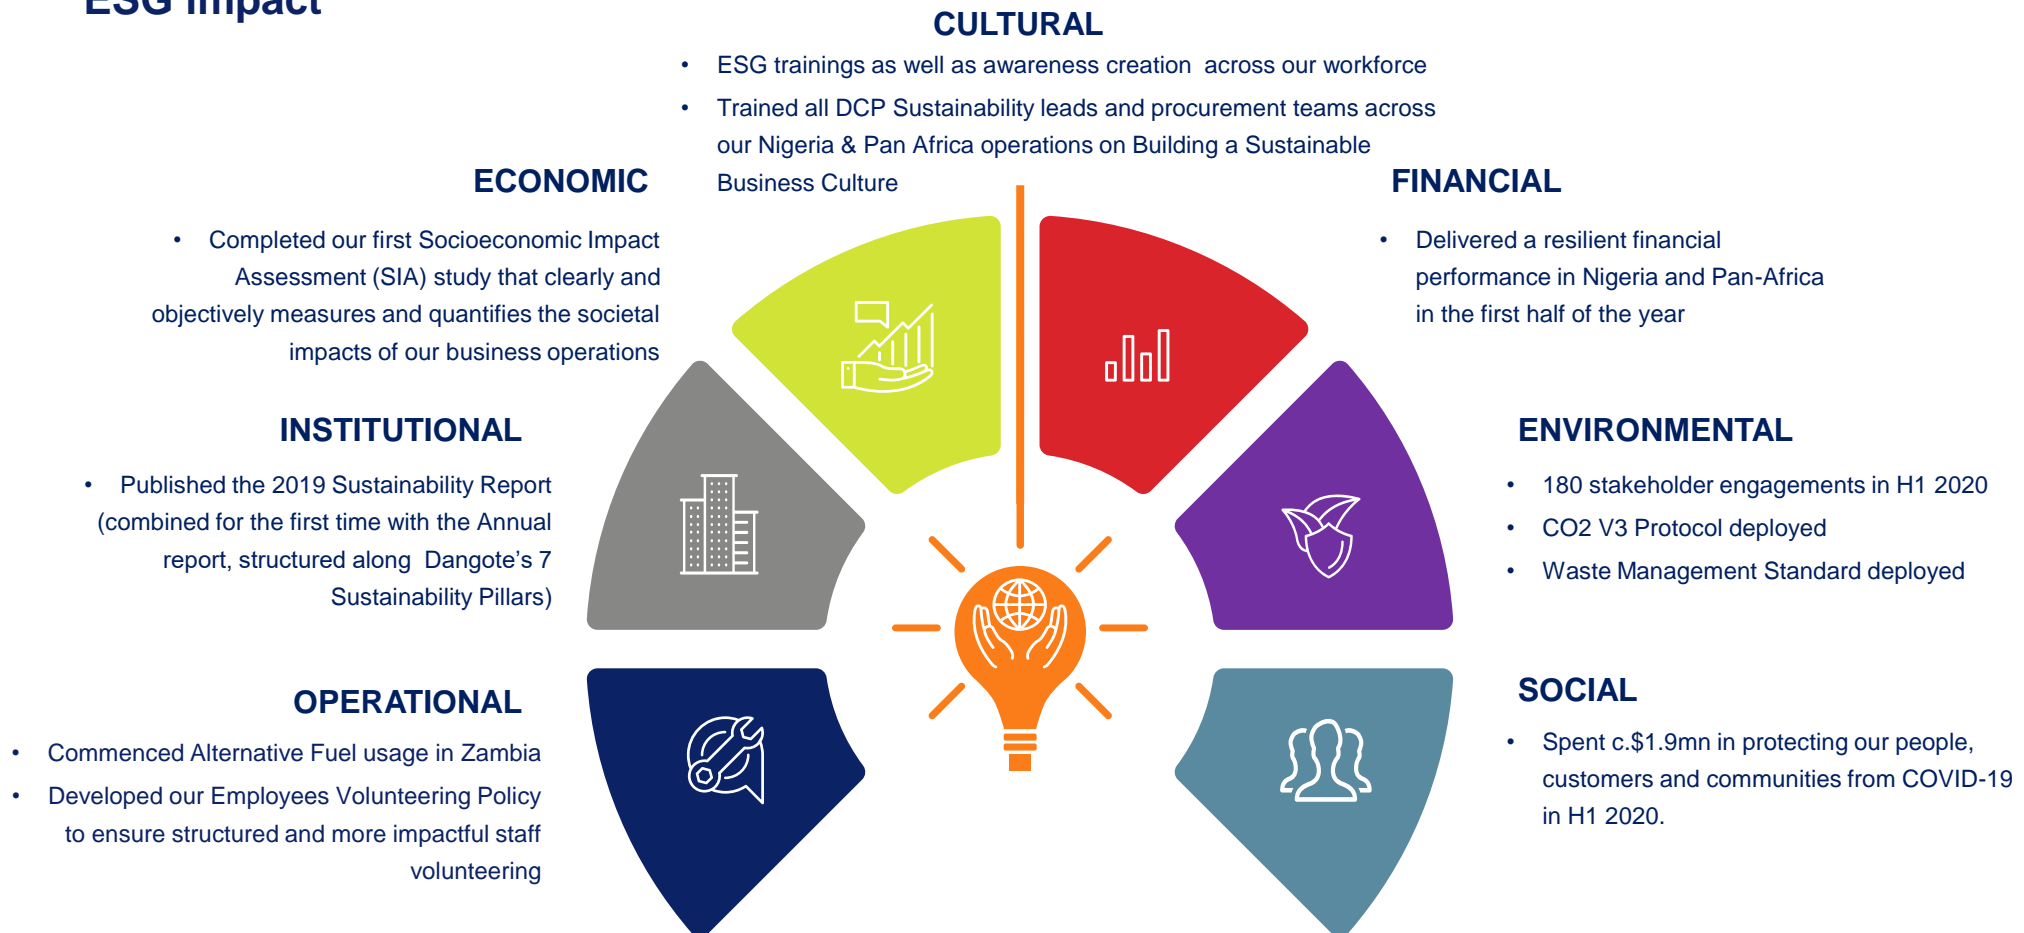 ESG Impact
CULTURAL
• ESG trainings as well as awareness creation across our workforce
• Trained all DCP Sustainability leads and procurement teams across
our Nigeria & Pan Africa operations on Building a Sustainable
Business Culture
ECONOMIC
• Completed our first Socioeconomic Impact
Assessment (SIA) study that clearly and
objectively measures and quantifies the societal
impacts of our business operations
INSTITUTIONAL
• Published the 2019 Sustainability Report
(combined for the first time with the Annual
report, structured along Dangote’s 7
Sustainability Pillars)
OPERATIONAL
• Commenced Alternative Fuel usage in Zambia
• Developed our Employees Volunteering Policy
to ensure structured and more impactful staff
volunteering
FINANCIAL
• Delivered a resilient financial
performance in Nigeria and Pan-Africa
in the first half of the year
ENVIRONMENTAL
• 180 stakeholder engagements in H1 2020
• CO2 V3 Protocol deployed
• Waste Management Standard deployed
SOCIAL
• Spent c.$1.9mn in protecting our people,
customers and communities from COVID-19
in H1 2020.